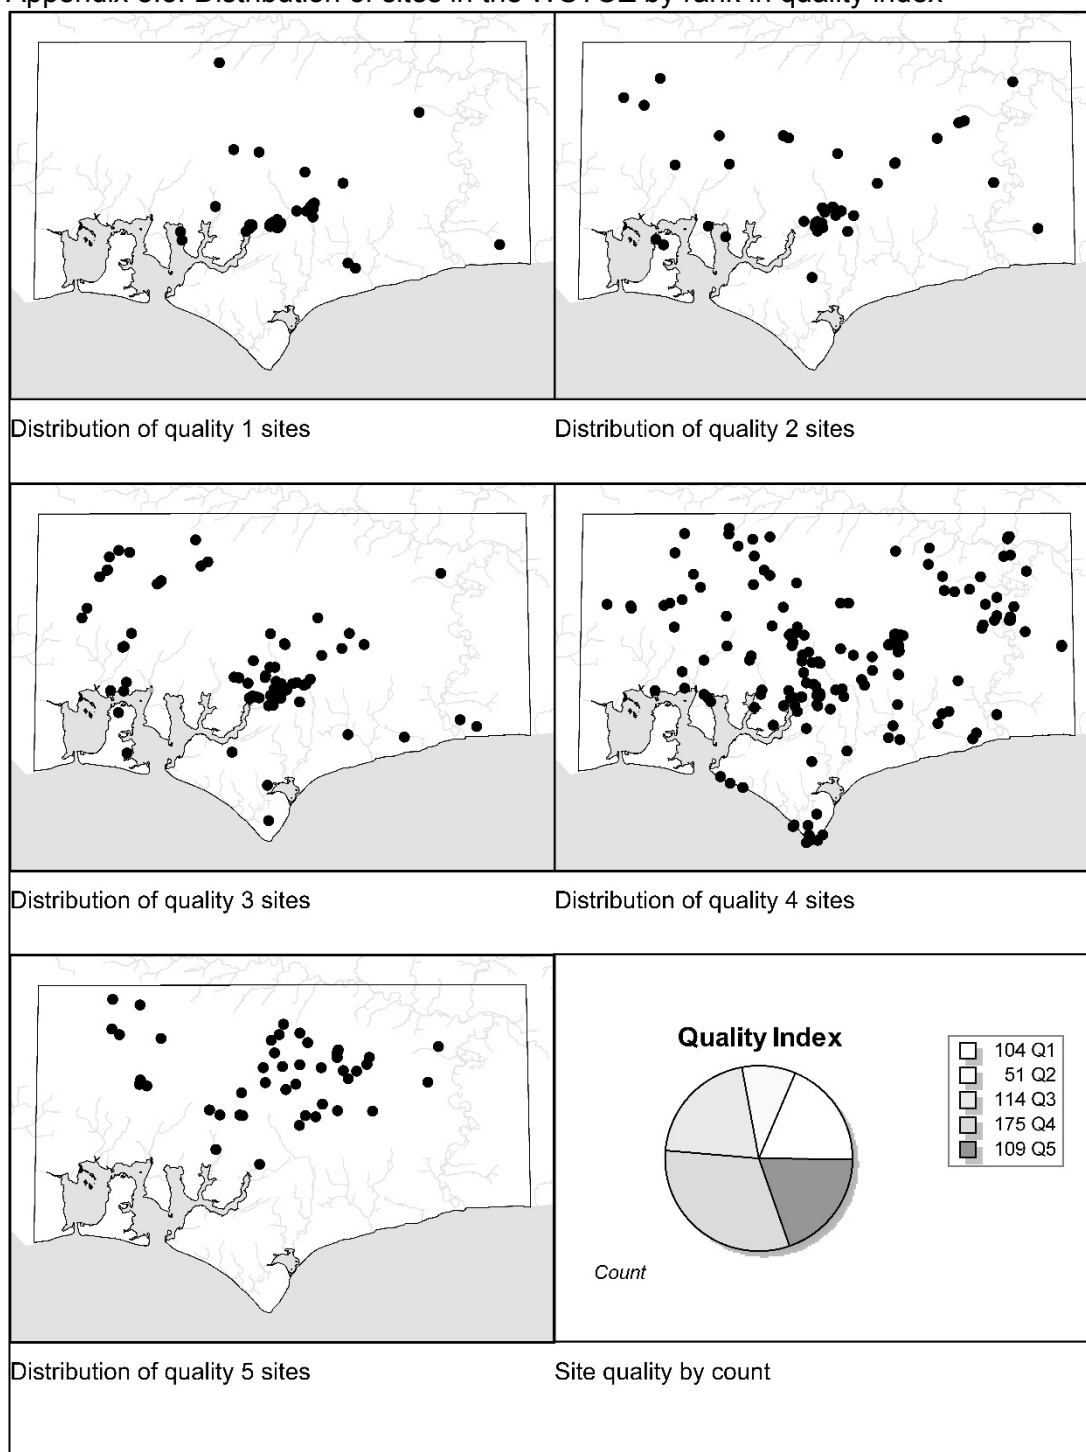 Distribution of sites in the WCTSE by rank in quality index
Distribution of quality 1 sites
Distribution of quality 2 sites
Distribution of quality 3 sites
Distribution of quality 4 sites
Quality Index
104 Q1
51 Q2
114 Q3
175 Q4
109 Q5
Count
Distribution of quality 5 sites
Site quality by count